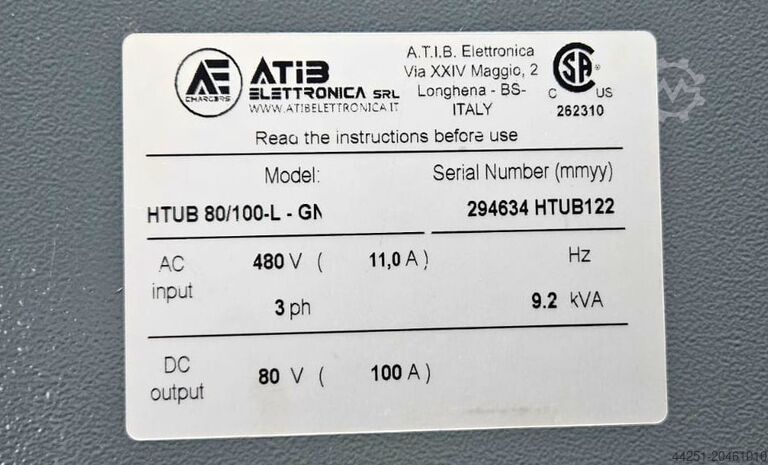 AE
CHARGERS
ATIB
ELETTRONICA SRL
WWW.ATIBELETTRONICA.IT
A.T.I.B. Elettronica
Via XXIV Maggio, 2
Longhena - BS-
ITALY
CSA
C US
262310
Read the instructions before use
Model: Serial Number (mmyy)
HTUB 80/100-L - GN 294634 HTUB122
AC input 480 V ( 11,0 A ) Hz
3 ph 9.2 kVA
DC output 80 V ( 100 A )
44251-20461010